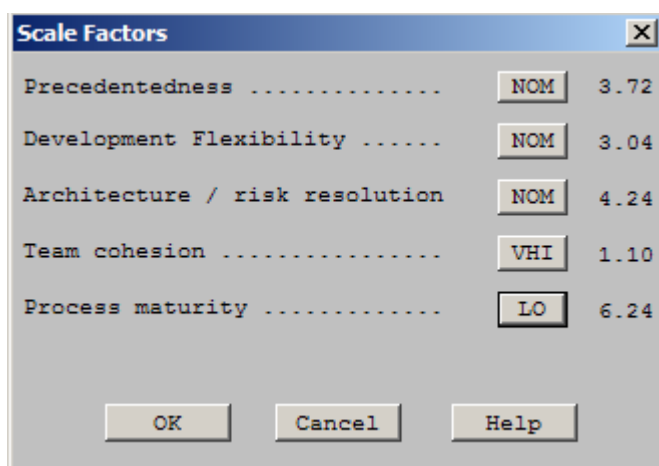 Scale Factors
Precedentedness .............. NOM 3.72
Development Flexibility ...... NOM 3.04
Architecture / risk resolution NOM 4.24
Team cohesion ................ VHI 1.10
Process maturity ............. LO 6.24
OK Cancel Help